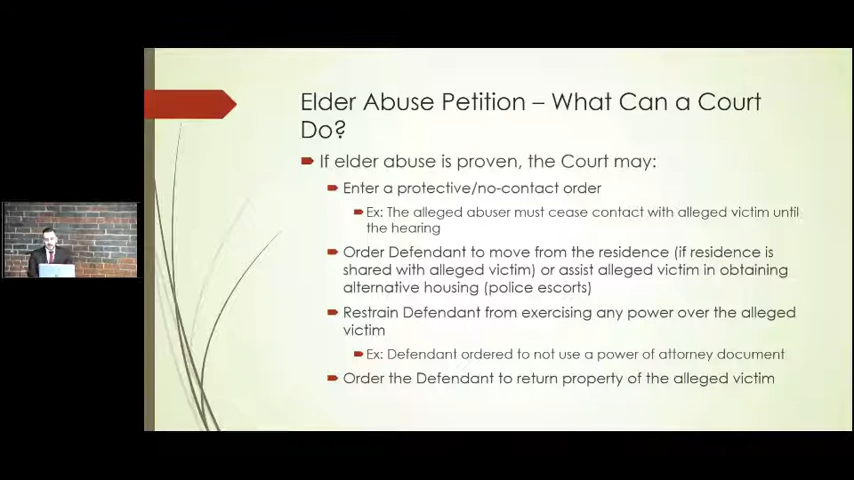 Elder Abuse Petition – What Can a Court
Do?
If elder abuse is proven, the Court may:
Enter a protective/no-contact order
Ex: The alleged abuser must cease contact with alleged victim until
the hearing
Order Defendant to move from the residence (if residence is
shared with alleged victim) or assist alleged victim in obtaining
alternative housing (police escorts)
Restrain Defendant from exercising any power over the alleged
victim
Ex: Defendant ordered to not use a power of attorney document
Order the Defendant to return property of the alleged victim